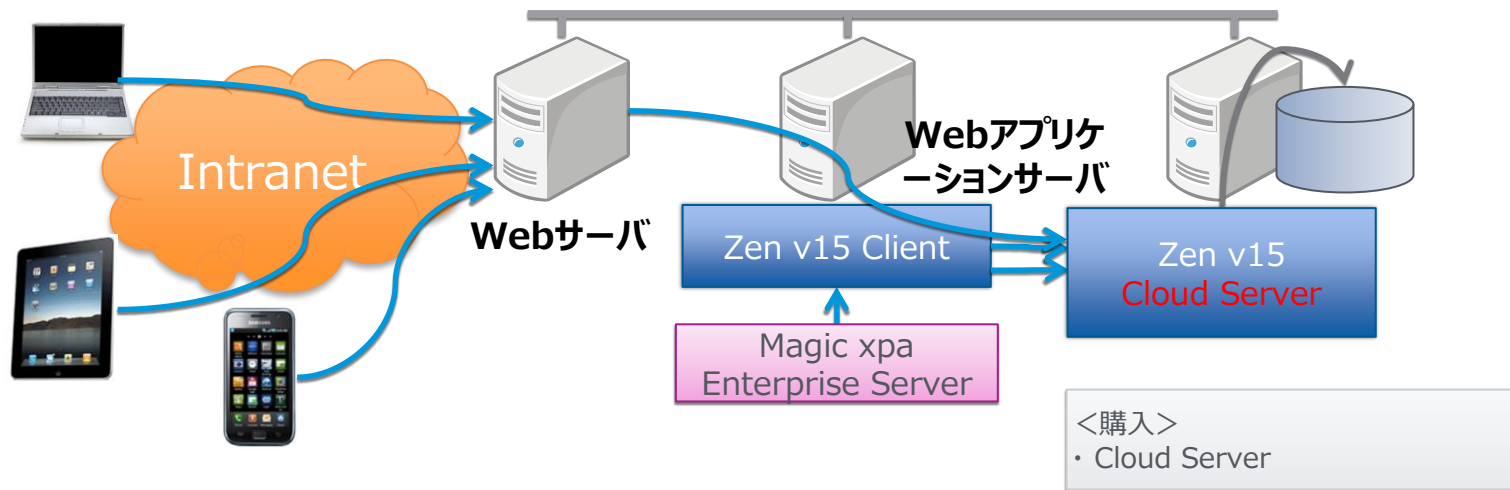 Intranet
Webサーバ
Webアプリケ
ーションサーバ
Zen v15 Client
Zen v15
Cloud Server
Magic xpa
Enterprise Server
＜購入＞
・ Cloud Server
SAMSUNG